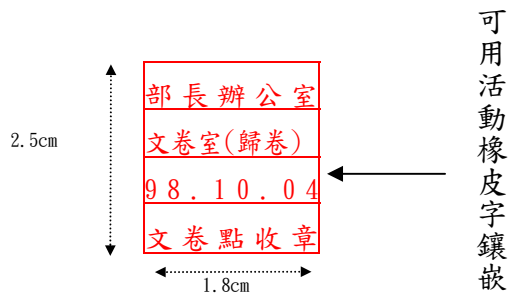 2.5cm
部長辦公室
文卷室(歸卷)
98.10.04
文卷點收章
1.8cm
可用活動橡皮字鑲嵌